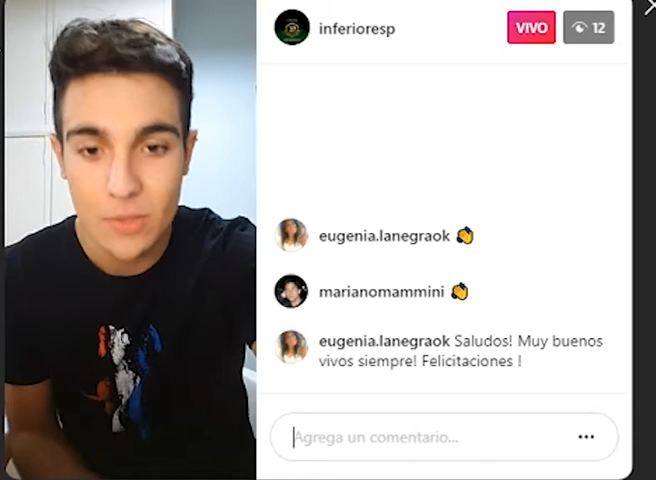 inferioresp
VIVO
12
eugenia.lanegraok
marianomammini
eugenia.lanegraok Saludos! Muy buenos
vivos siempre! Felicitaciones !
Agrega un comentario...